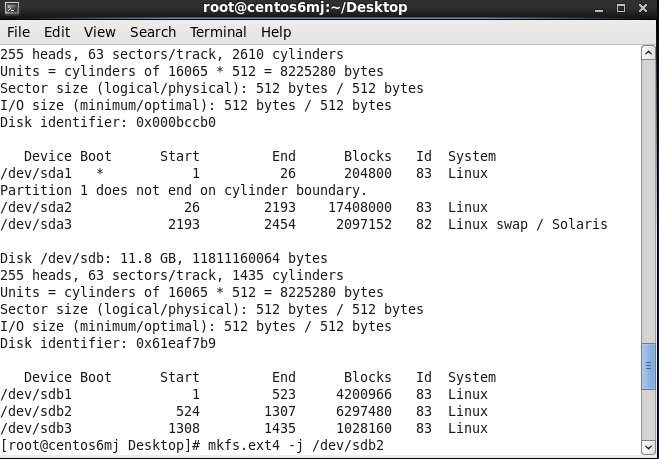 root@centos6mj:~/Desktop
File Edit View Search Terminal Help
255 heads, 63 sectors/track, 2610 cylinders
Units = cylinders of 16065 * 512 = 8225280 bytes
Sector size (logical/physical): 512 bytes / 512 bytes
I/O size (minimum/optimal): 512 bytes / 512 bytes
Disk identifier: 0x000bccb0
   Device Boot      Start         End      Blocks   Id  System
/dev/sda1   *           1          26      204800   83  Linux
Partition 1 does not end on cylinder boundary.
/dev/sda2              26        2193    17408000   83  Linux
/dev/sda3            2193        2454     2097152   82  Linux swap / Solaris
Disk /dev/sdb: 11.8 GB, 11811160064 bytes
255 heads, 63 sectors/track, 1435 cylinders
Units = cylinders of 16065 * 512 = 8225280 bytes
Sector size (logical/physical): 512 bytes / 512 bytes
I/O size (minimum/optimal): 512 bytes / 512 bytes
Disk identifier: 0x61eaf7b9
   Device Boot      Start         End      Blocks   Id  System
/dev/sdb1               1         523     4200966   83  Linux
/dev/sdb2             524        1307     6297480   83  Linux
/dev/sdb3            1308        1435     1028160   83  Linux
[root@centos6mj Desktop]# mkfs.ext4 -j /dev/sdb2